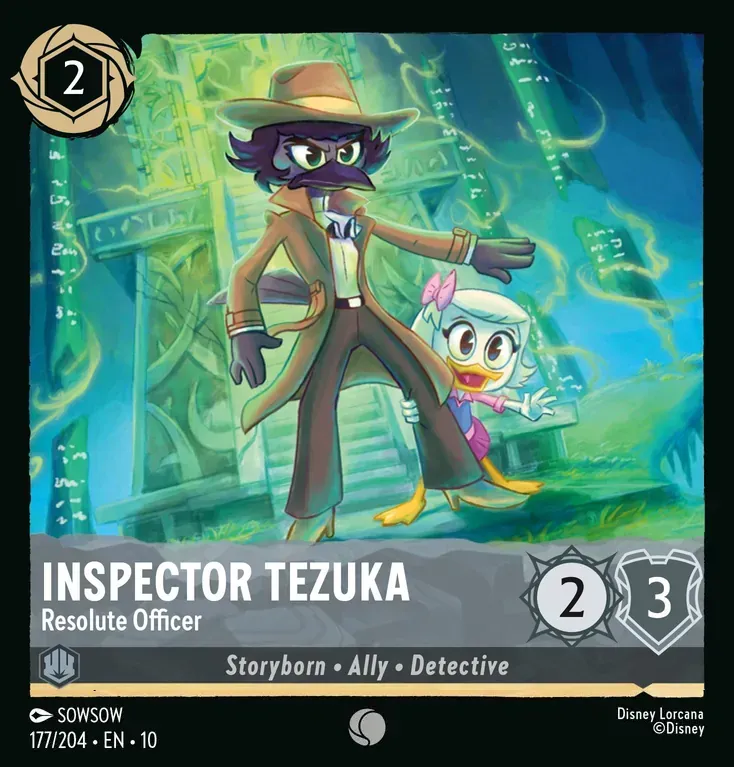 2
INSPECTOR TEZUKA
Resolute Officer
2 3
Storyborn • Ally • Detective
SOWSOW
177/204 • EN • 10
Disney Lorcana
©Disney